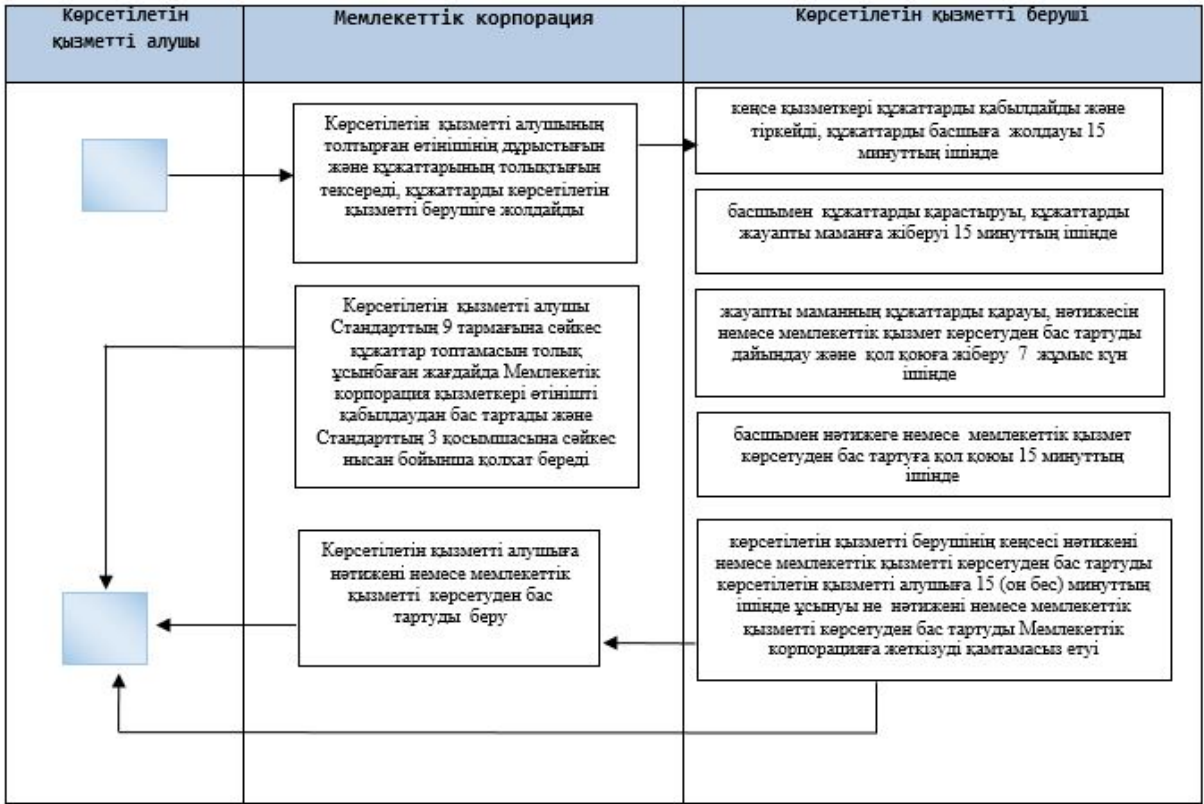 Көрсетілетін
қызметті алушы
Мемлекеттік корпорация
Көрсетілетін қызметті беруші
Көрсетілетін  қызметті алушының
толтырған өтінішінің дұрыстығын
және құжаттарының толықтығын
тексереді, құжаттарды көрсетілетін
қызметті берушіге жолдайды
кеңсе қызметкері құжаттарды қабылдайды және
тіркейді, құжаттарды басшыға  жолдауы 15
минуттың ішінде
басшымен  құжаттарды қарастыруы, құжаттарды
жауапты маманға жіберуі 15 минуттың ішінде
Көрсетілетін  қызметті алушы
Стандарттың 9 тармағына сәйкес
құжаттар топтамасын толық
ұсынбаған жағдайда Мемлекетік
корпорация қызметкері өтінішті
қабылдаудан бас тартады және
Стандарттың 3 қосымшасына сәйкес
нысан бойынша қолхат береді
жауапты маманның құжаттарды қарауы, нәтижесін
немесе мемлекеттік қызмет көрсетуден бас тартуды
дайындау және  қол қоюға жіберу  7  жұмыс күн
ішінде
басшымен нәтижеге немесе  мемлекеттік қызмет
көрсетуден бас тартуға қол қоюы 15 минуттың
ішінде
Көрсетілетін қызметті алушыға
нәтижені немесе мемлекеттік
қызметті  көрсетуден бас
тартуды  беру
көрсетілетін қызметті берушінің кеңсесі нәтижені
немесе мемлекеттік қызметті көрсетуден бас тартуды
көрсетілетін қызметті алушыға 15 (он бес) минуттың
ішінде ұсынуы не  нәтижені немесе мемлекеттік
қызметті көрсетуден бас тартуды Мемлекеттік
корпорацияға жеткізуді қамтамасыз етуі